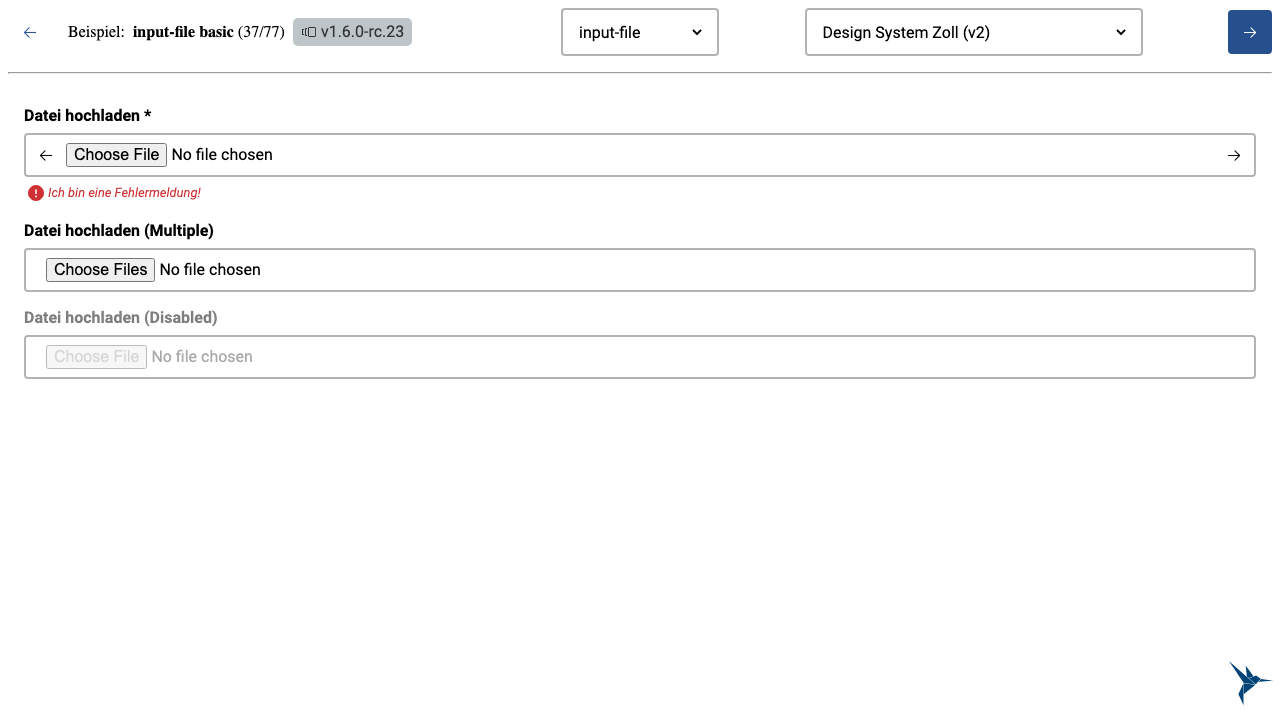 Beispiel: input-file basic (37/77) v1.6.0-rc.23 input-file Design System Zoll (v2)
Datei hochladen *
Choose File No file chosen
Ich bin eine Fehlermeldung!
Datei hochladen (Multiple)
Choose Files No file chosen
Datei hochladen (Disabled)
Choose File No file chosen